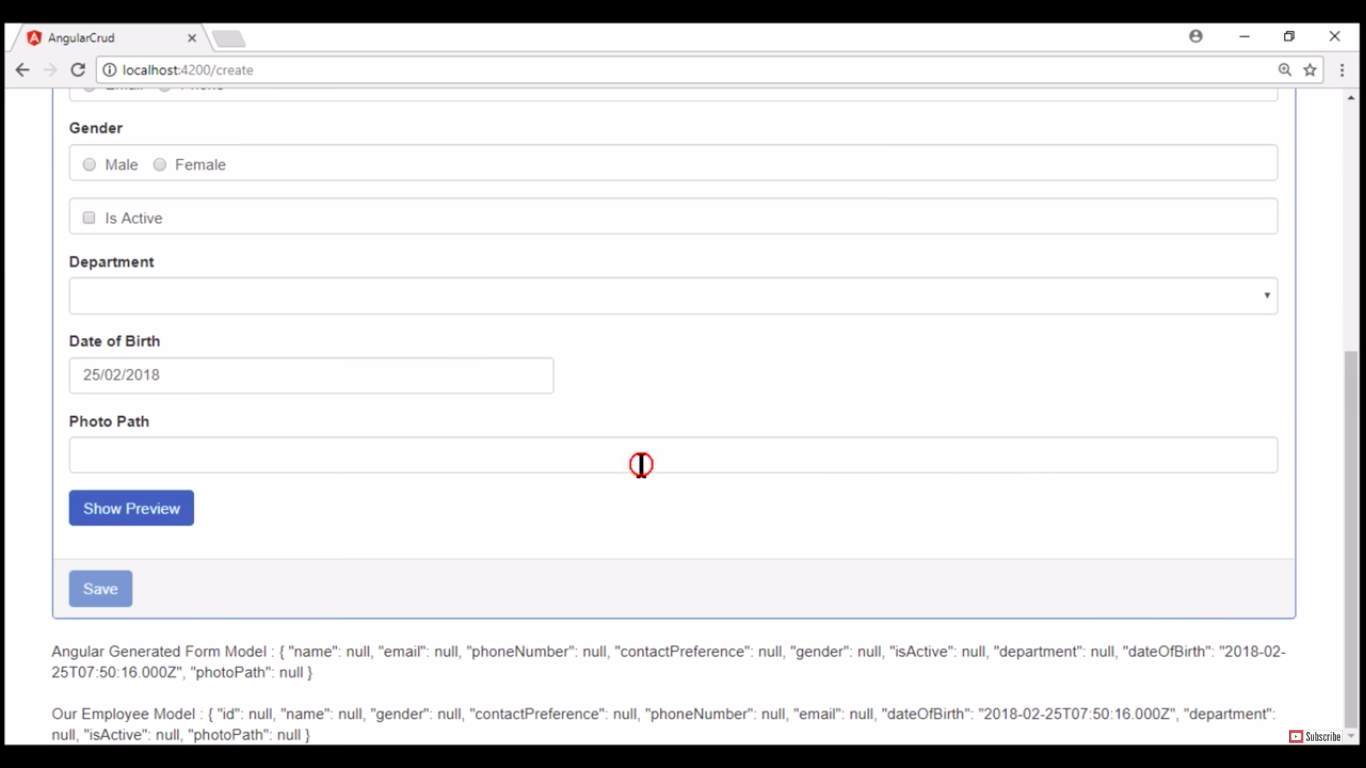 AngularCrud
localhost:4200/create
Email Phone
Gender
Male Female
Is Active
Department
Date of Birth
25/02/2018
Photo Path
Show Preview
Save
Angular Generated Form Model : { "name": null, "email": null, "phoneNumber": null, "contactPreference": null, "gender": null, "isActive": null, "department": null, "dateOfBirth": "2018-02-
25T07:50:16.000Z", "photoPath": null }
Our Employee Model : { "id": null, "name": null, "gender": null, "contactPreference": null, "phoneNumber": null, "email": null, "dateOfBirth": "2018-02-25T07:50:16.000Z", "department":
null, "isActive": null, "photoPath": null }
Subscribe